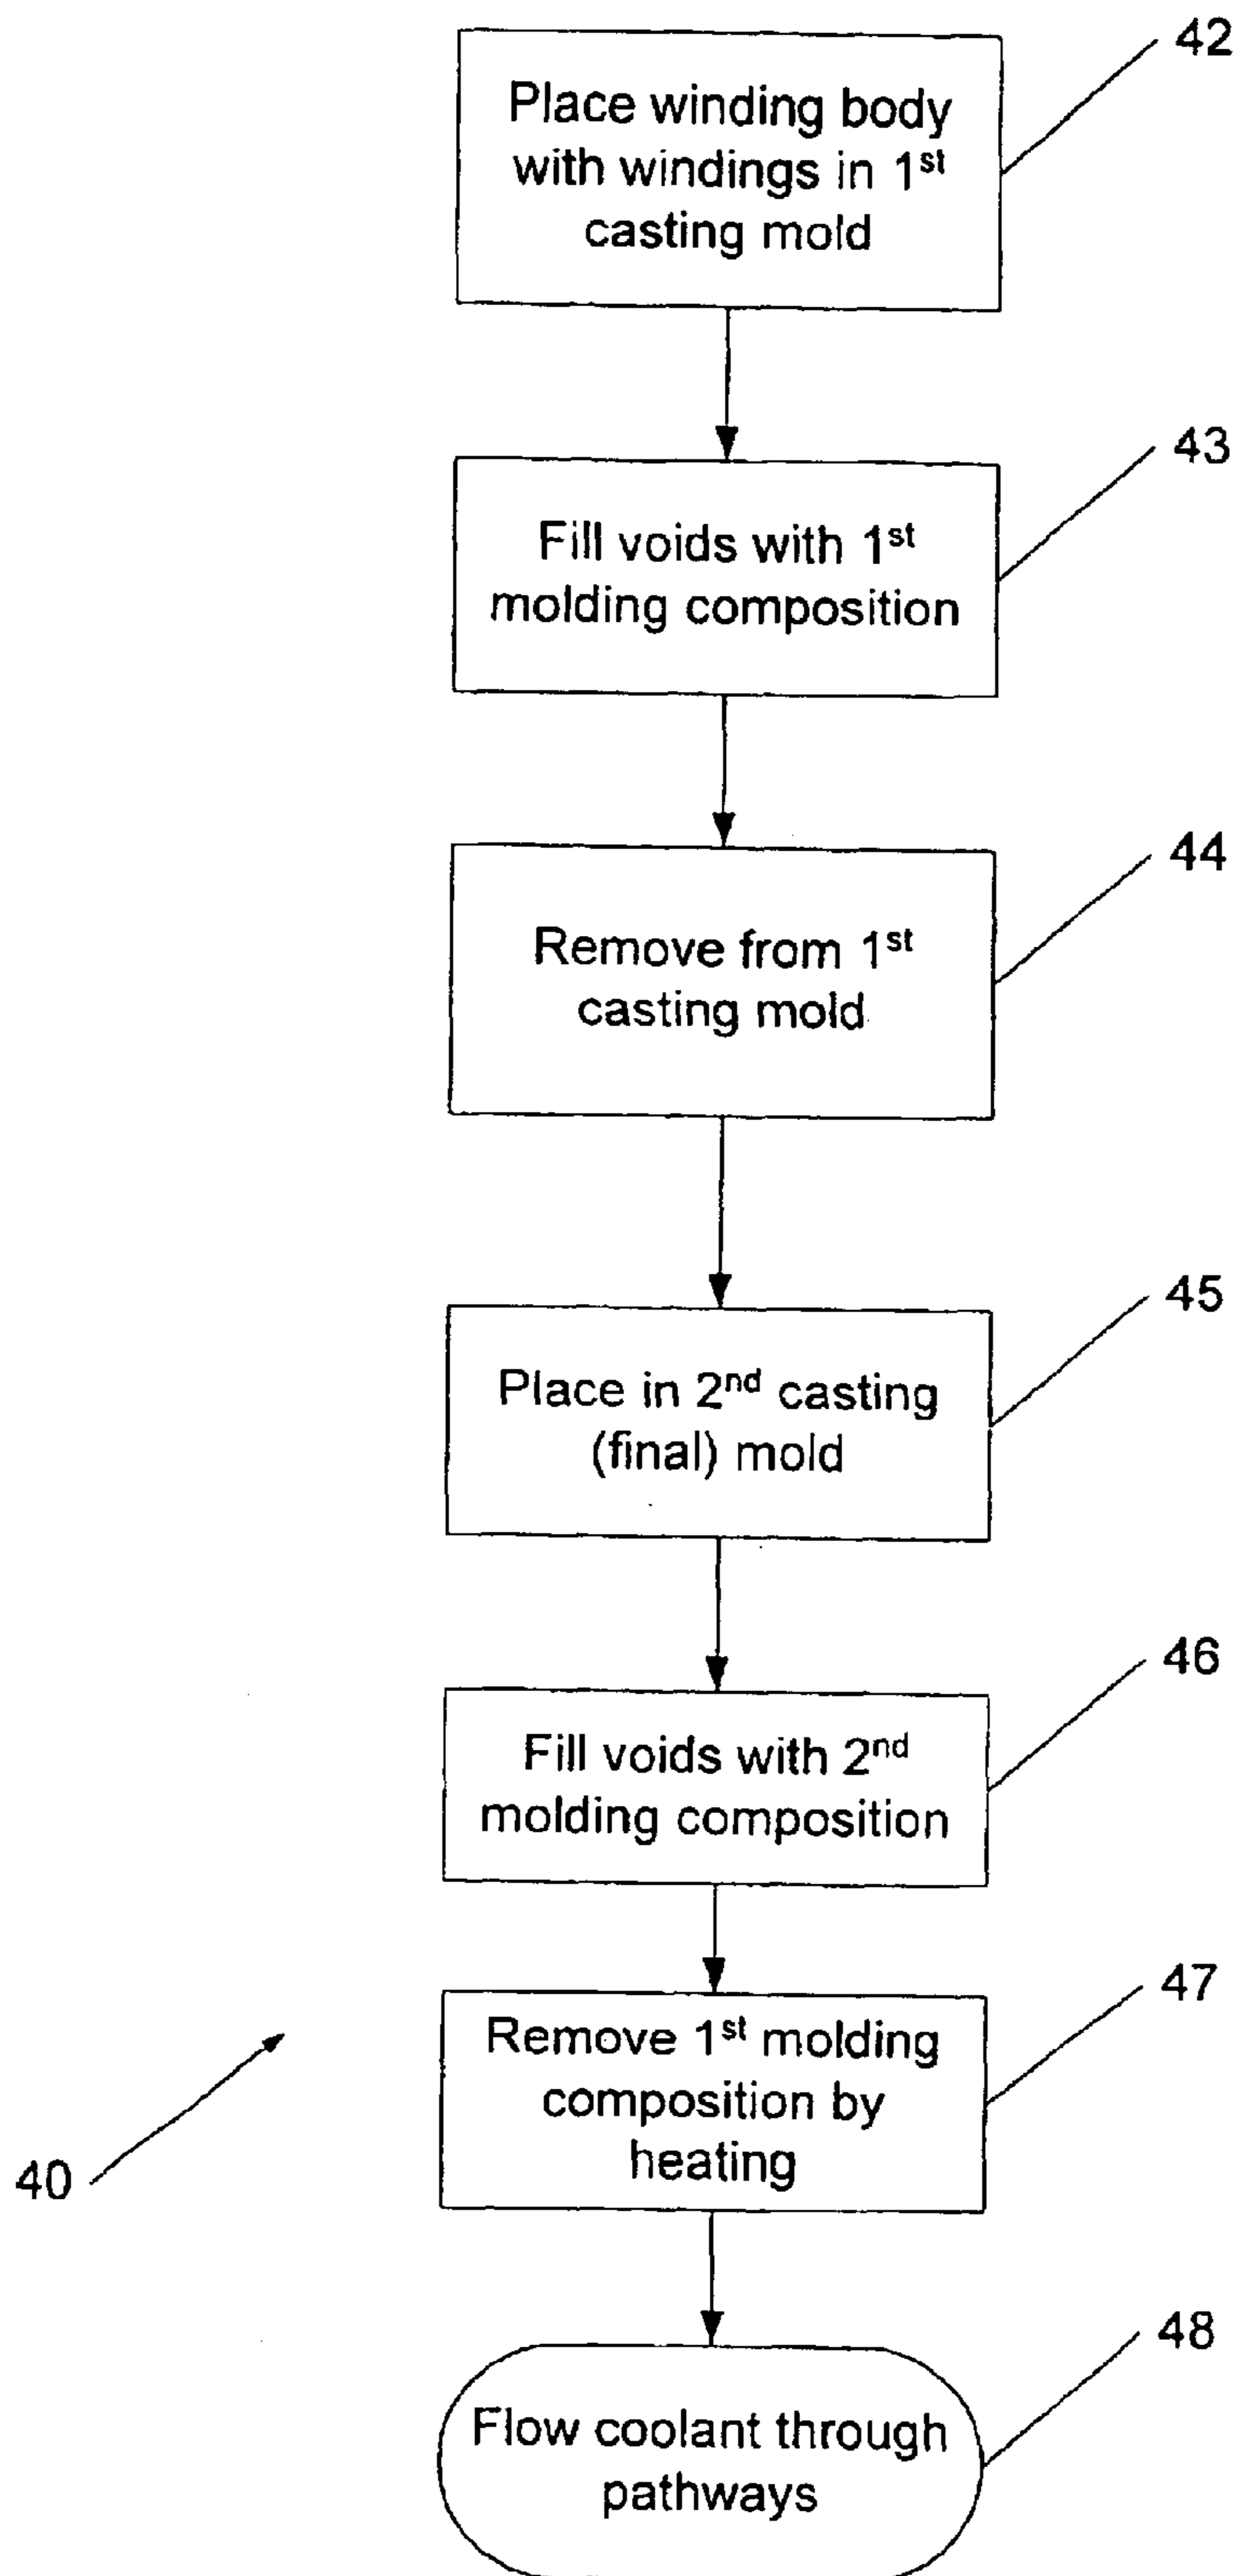 42
Place winding body
with windings in 1st
casting mold
43
Fill voids with 1st
molding composition
44
Remove from 1st
casting mold
45
Place in 2nd casting
(final) mold
46
Fill voids with 2nd
molding composition
47
Remove 1st molding
composition by
heating
40
48
Flow coolant through
pathways